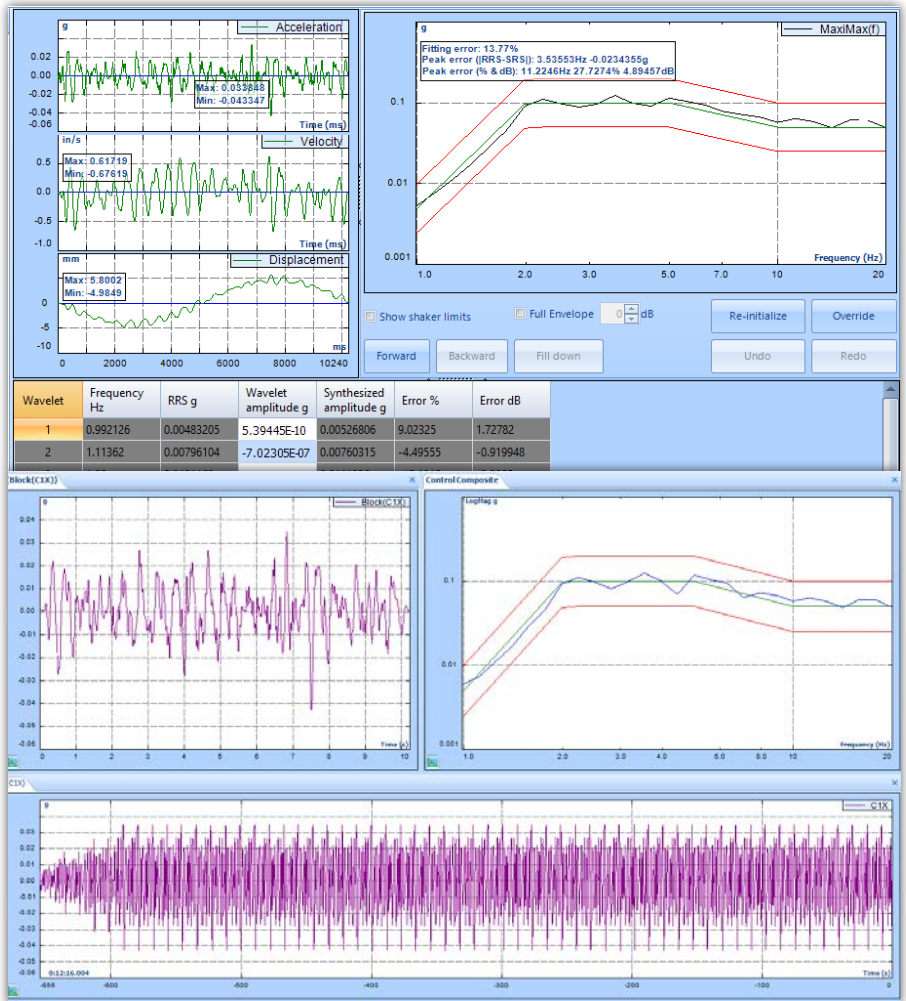 g
Acceleration
0.02
0.00
-0.02
-0.04
-0.06
Max: 0.033848
Min: -0.043347
Time (ms)
in/s
Velocity
0.5
0.0
-0.5
-1.0
Max: 0.61719
Min: -0.67619
Time (ms)
mm
Displacement
Max: 5.8002
Min: -4.9849
0
-5
-10
ms
0 2000 4000 6000 8000 10240
g
MaxiMax(f)
Fitting error: 13.77%
Peak error (|RRS-SRS|): 3.53553Hz -0.0234355g
Peak error (% & dB): 11.2246Hz 27.7274% 4.89457dB
0.1
0.01
0.001
Frequency (Hz)
1.0 2.0 3.0 5.0 7.0 10 20
Show shaker limits
Full Envelope
0
dB
Re-initialize
Override
Forward
Backward
Fill down
Undo
Redo
Wavelet Frequency Hz RRS g Wavelet amplitude g Synthesized amplitude g Error % Error dB
1 0.992126 0.00483205 5.39445E-10 0.00526806 9.02325 1.72782
2 1.11362 0.00796104 -7.02305E-07 0.00760315 -4.49555 -0.919948
Block(C1X))
g
Block(C1X)
0.04
0.03
0.02
0.01
0.00
-0.01
-0.02
-0.03
-0.04
-0.05
-0.06
Time (s)
0 1 2 3 4 5 6 7 8 9 10
ControlComposite
LogMag g
0.1
0.01
0.001
Frequency (Hz)
1.0 2.0 3.0 5.0 8.0 10 20
C1X)
g
C1X
0.03
0.02
0.01
0.00
-0.01
-0.02
-0.03
-0.04
-0.05
-0.06
0:12:16.004
Time (s)
-600 -400 -300 -200 -100 0